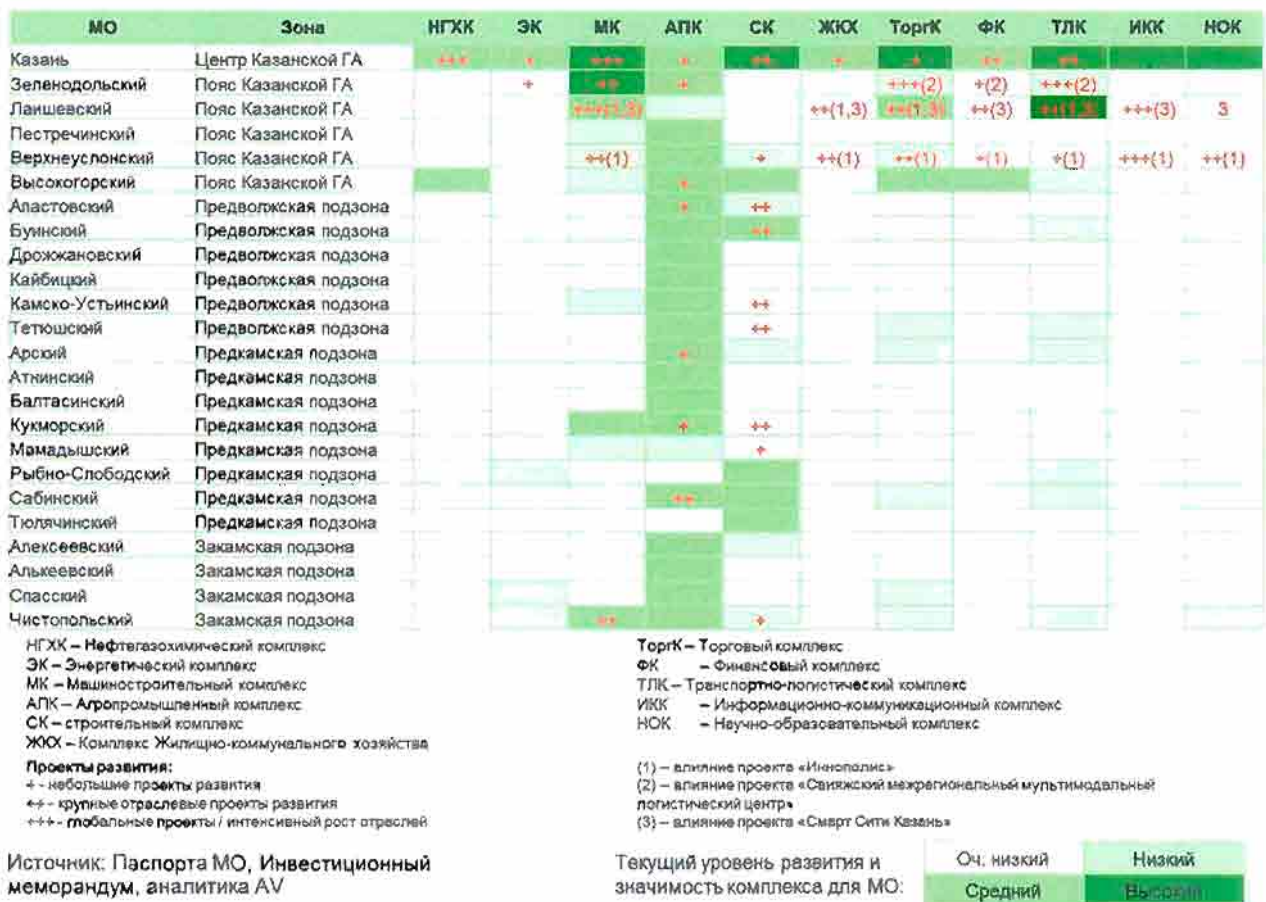 МО Зона НГХК ЭК МК АПК СК ЖКХ ТоргК ФК ТЛК ИКК НОК
Казань Центр Казанской ГА +++ + +++ + ++ + + ++ ++
Зеленодольский Пояс Казанской ГА + ++ + +++(2) +(2) +++(2)
Лаишевский Пояс Казанской ГА +++(1,3) ++(1,3) ++(1,3) ++(3) ++(1,3) +++(3) 3
Пестречинский Пояс Казанской ГА
Верхнеуслонский Пояс Казанской ГА ++(1) + ++(1) ++(1) +(1) +(1) +++(1) ++(1)
Высокогорский Пояс Казанской ГА +
Апастовский Предволжская подзона + ++
Буинский Предволжская подзона ++
Дрожжановский Предволжская подзона
Кайбицкий Предволжская подзона
Камско-Устьинский Предволжская подзона ++
Тетюшский Предволжская подзона ++
Арский Предкамская подзона +
Атнинский Предкамская подзона
Балтасинский Предкамская подзона
Кукморский Предкамская подзона + ++
Мамадышский Предкамская подзона +
Рыбно-Слободский Предкамская подзона
Сабинский Предкамская подзона ++
Тюлячинский Предкамская подзона
Алексеевский Закамская подзона
Алькеевский Закамская подзона
Спасский Закамская подзона
Чистопольский Закамская подзона ++ +
НГХК – Нефтегазохимический комплекс
ЭК – Энергетический комплекс
МК – Машиностроительный комплекс
АПК – Агропромышленный комплекс
СК – строительный комплекс
ЖКХ – Комплекс Жилищно-коммунального хозяйства
ТоргК – Торговый комплекс
ФК – Финансовый комплекс
ТЛК – Транспортно-логистический комплекс
ИКК – Информационно-коммуникационный комплекс
НОК – Научно-образовательный комплекс
Проекты развития:
+ - небольшие проекты развития
++ - крупные отраслевые проекты развития
+++ - глобальные проекты / интенсивный рост отраслей
(1) – влияние проекта «Иннополис»
(2) – влияние проекта «Свияжский межрегиональный мультимодальный
логистический центр»
(3) – влияние проекта «Смарт Сити Казань»
Источник: Паспорта МО, Инвестиционный
меморандум, аналитика AV
Текущий уровень развития и
значимость комплекса для МО:
Оч. низкий Низкий
Средний Высокий